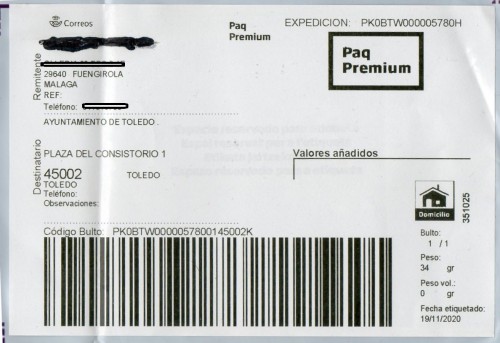 Correos
Paq
Premium
EXPEDICION: PK0BTW000005780H
Paq
Premium
Remitente
29640 FUENGIROLA
MALAGA
REF:
Teléfono:
AYUNTAMIENTO DE TOLEDO .
Destinatario
PLAZA DEL CONSISTORIO 1
45002 TOLEDO
TOLEDO
Teléfono:
Observaciones:
Valores añadidos
Domicilio
351025
Código Bulto: PK0BTW0000057800145002K
Bulto:
1 / 1
Peso:
34 gr
Peso vol.:
0 gr
Fecha etiquetado:
19/11/2020